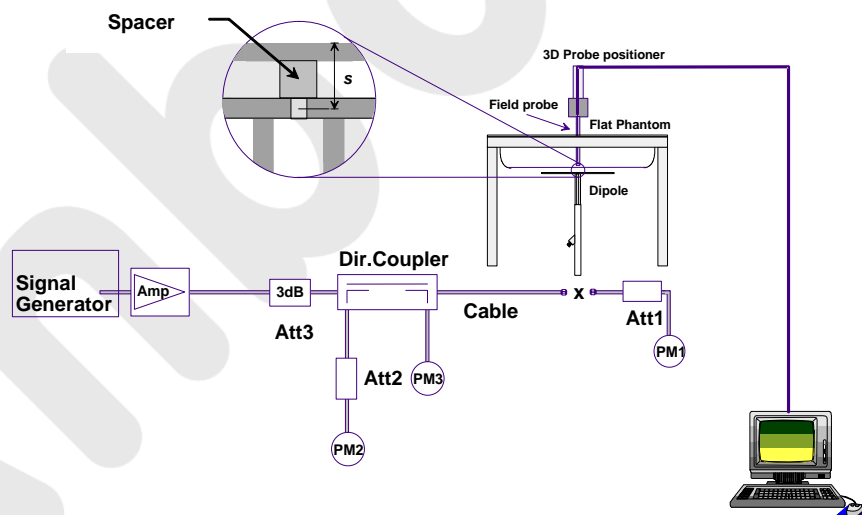 Spacer
s
3D Probe positioner
Field probe
Flat Phantom
Dipole
Dir.Coupler
Signal
Generator
Amp
3dB
Att3
Cable
x
Att1
PM1
Att2
PM3
PM2